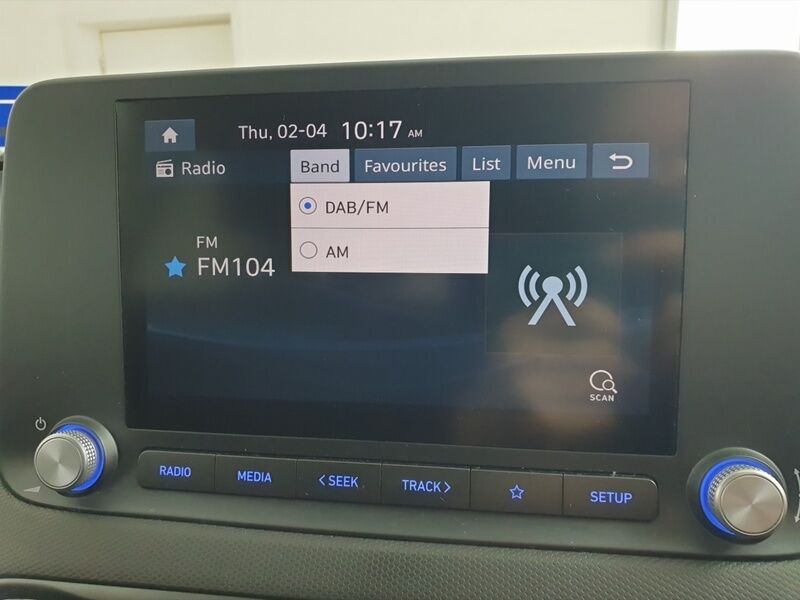 Thu, 02-04 10:17 AM
Radio Band Favourites List Menu
DAB/FM
AM
FM
FM104
SCAN
RADIO MEDIA <SEEK TRACK> SETUP